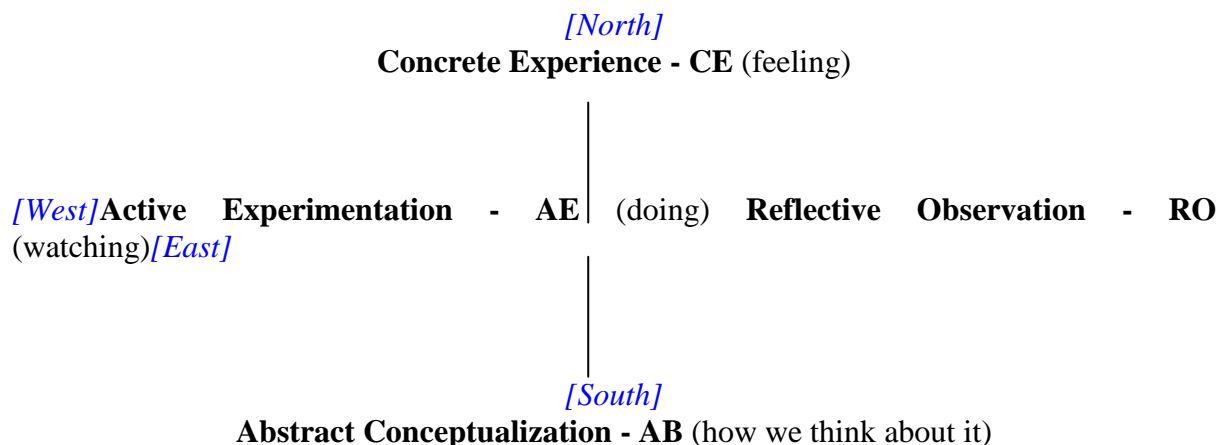 [North]
Concrete Experience - CE (feeling)
[West]Active Experimentation - AE (doing) Reflective Observation - RO
(watching)[East]
[South]
Abstract Conceptualization - AB (how we think about it)